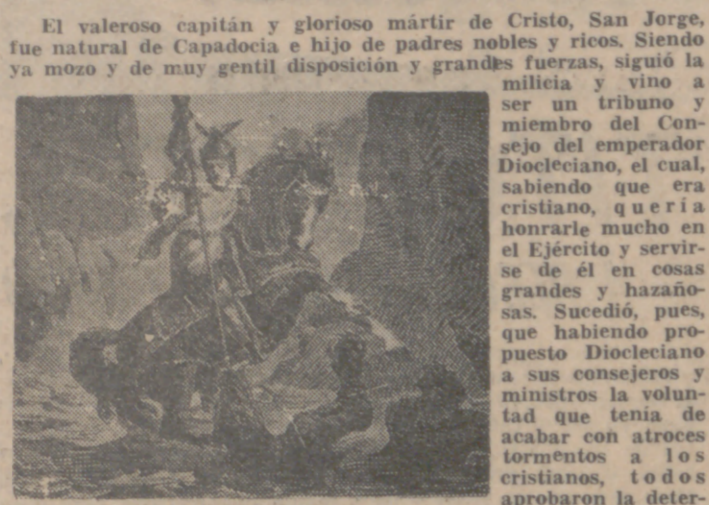 El valeroso capitán y glorioso mártir de Cristo, San Jorge,
fue natural de Capadocia e hijo de padres nobles y ricos. Siendo
ya mozo y de muy gentil disposición y grandes fuerzas, siguió la
milicia y vino a
ser un tribuno y
miembro del Con-
sejo del emperador
Diocleciano, el cual,
sabiendo que era
cristiano, quería
honrarle mucho en
el Ejército y servir-
se de él en cosas
grandes y hazaño-
sas. Sucedió, pues,
que habiendo pro-
puesto Diocleciano
a sus consejeros y
ministros la volun-
tad que tenía de
acabar con atroces
tormentos a los
cristianos, todos
aprobaron la deter-